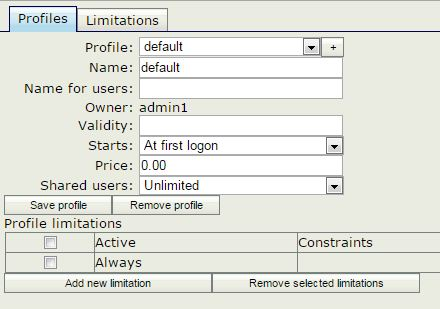 Profiles Limitations
Profile: default +
Name: default
Name for users:
Owner: admin1
Validity:
Starts: At first logon
Price: 0.00
Shared users: Unlimited
Save profile Remove profile
Profile limitations
Active Constraints
Always
Add new limitation Remove selected limitations